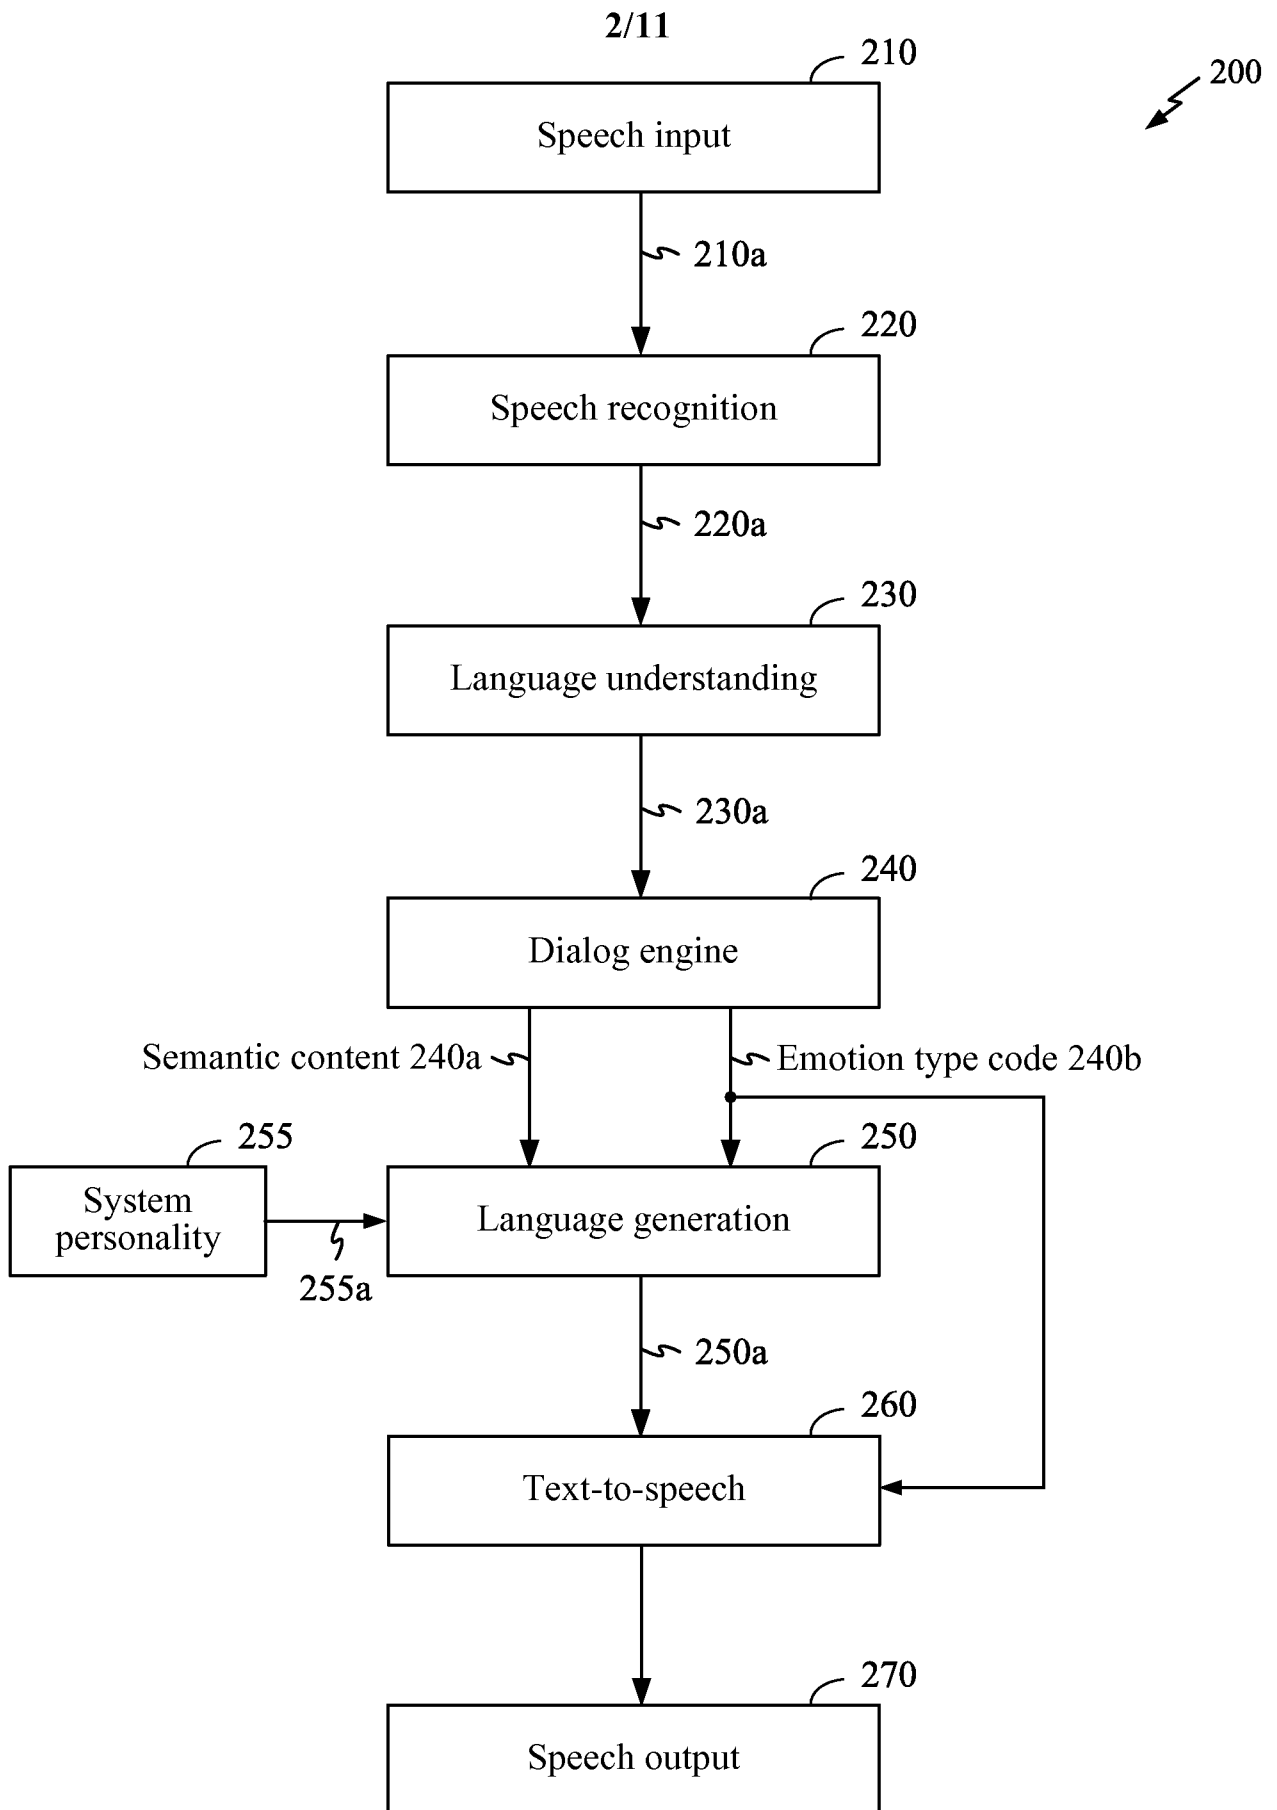 2/11
210
200
Speech input
210a
220
Speech recognition
220a
230
Language understanding
230a
240
Dialog engine
Semantic content 240a
Emotion type code 240b
255
250
System
personality
Language generation
255a
250a
260
Text-to-speech
270
Speech output